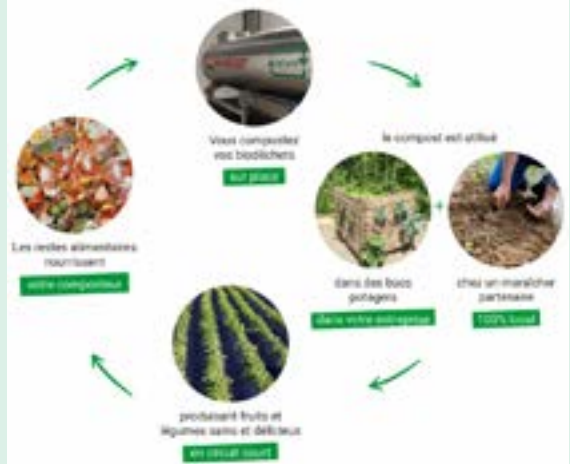 Vous compostez
vos biodéchets
sur place
le compost est utilisé
dans des bacs
potagers
dans votre entreprise
+
chez un maraîcher
partenaire
100% local
produisant fruits et
légumes sains et délicieux
en circuit court
Les restes alimentaires
nourrissent
votre composteur